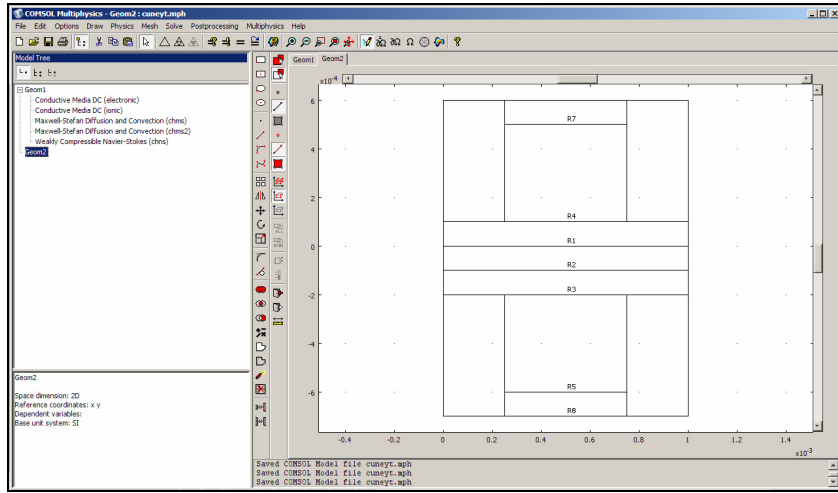 COMSOL Multiphysics - Geom2 : cuneyt.mph
File Edit Options Draw Physics Mesh Solve Postprocessing Multiphysics Help
Model Tree
Geom1
Conductive Media DC (electronic)
Conductive Media DC (ionic)
Maxwell-Stefan Diffusion and Convection (chms)
Maxwell-Stefan Diffusion and Convection (chms2)
Weakly Compressible Navier-Stokes (chns)
Geom2
Geom2
Space dimension: 2D
Reference coordinates: x y
Dependent variables:
Base unit system: SI
Geom1 Geom2
x10^-4
6
4
2
0
-2
-4
-6
R7
R4
R1
R2
R3
R5
R6
-0.4 -0.2 0 0.2 0.4 0.6 0.8 1 1.2 1.4
x10^-3
Saved COMSOL Model file cuneyt.mph
Saved COMSOL Model file cuneyt.mph
Saved COMSOL Model file cuneyt.mph